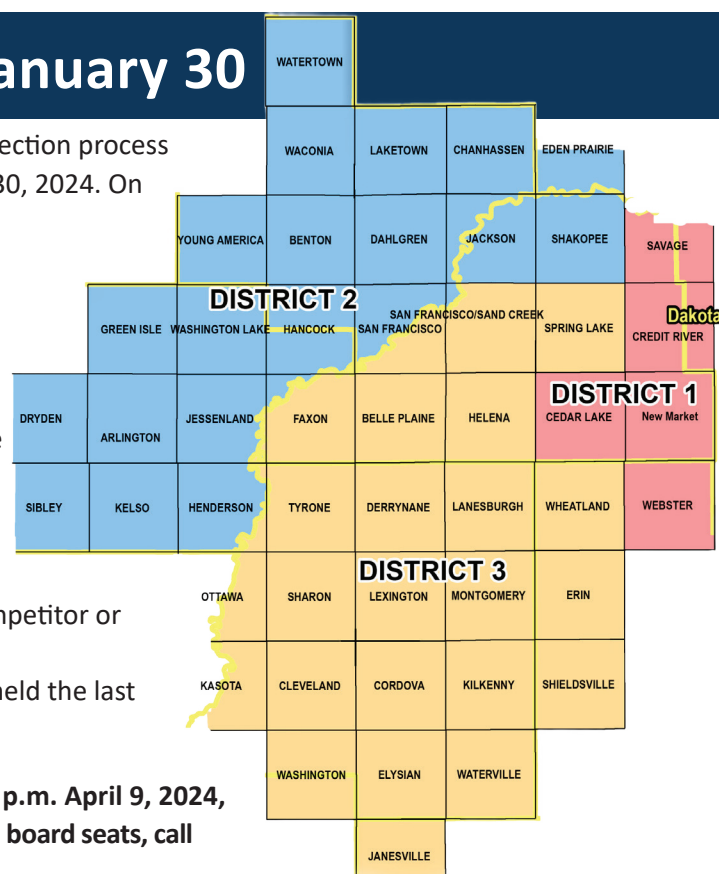 anuary 30
ection process
30, 2024. On
e
mpetitor or
held the last
p.m. April 9, 2024,
board seats, call
WATERTOWN
WACONIA LAKETOWN CHANHASSEN EDEN PRAIRIE
YOUNG AMERICA BENTON DAHLGREN JACKSON SHAKOPEE SAVAGE
DISTRICT 2
SAN FRANCISCO/SAND CREEK Dakota
GREEN ISLE WASHINGTON LAKE HANCOCK SAN FRANCISCO SPRING LAKE CREDIT RIVER
DISTRICT 1
DRYDEN ARLINGTON JESSENLAND FAXON BELLE PLAINE HELENA CEDAR LAKE New Market
SIBLEY KELSO HENDERSON TYRONE DERRYNANE LANESBURGH WHEATLAND WEBSTER
DISTRICT 3
OTTAWA SHARON LEXINGTON MONTGOMERY ERIN
KASOTA CLEVELAND CORDOVA KILKENNY SHIELDSVILLE
WASHINGTON ELYSIAN WATERVILLE
JANESVILLE